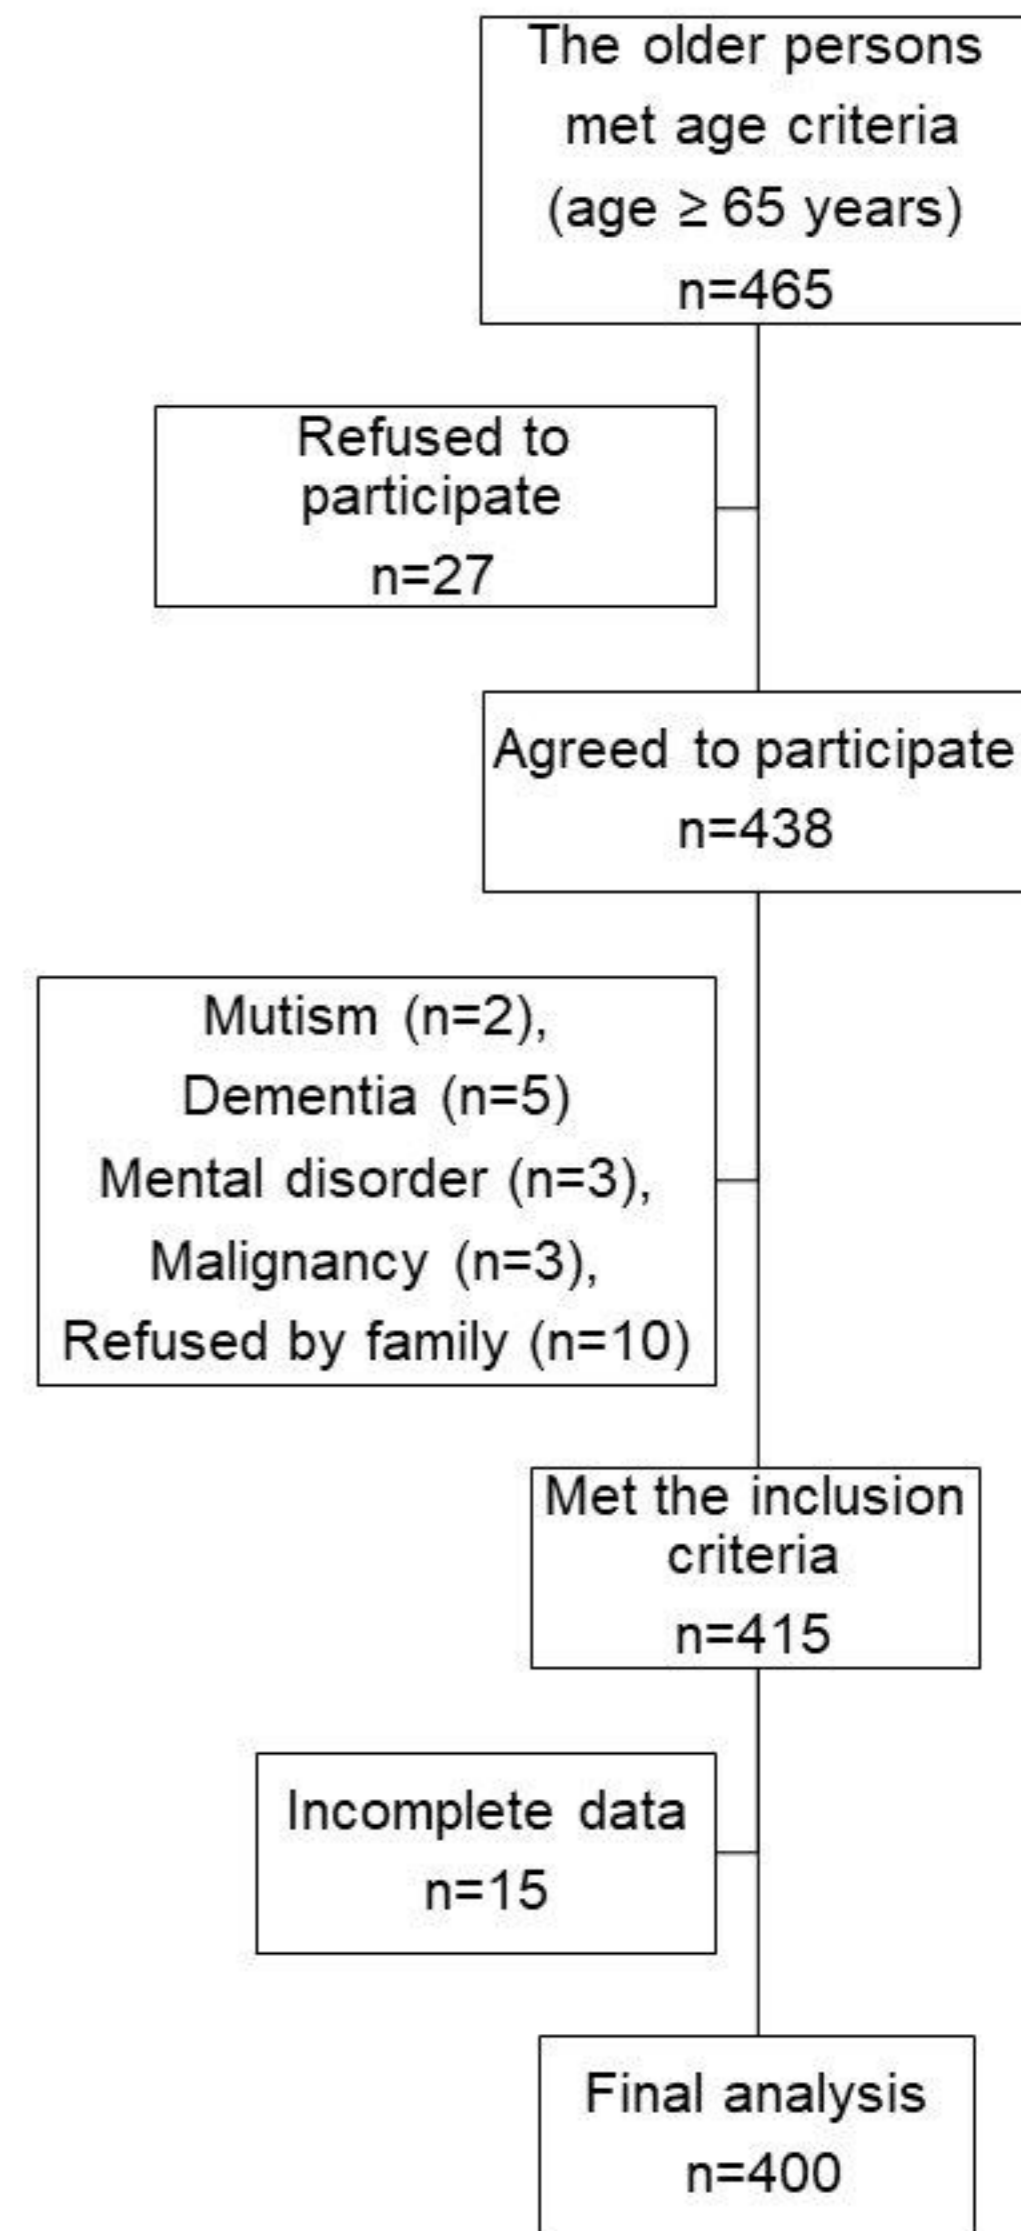 The older persons
met age criteria
(age ≥ 65 years)
n=465
Refused to
participate
n=27
Agreed to participate
n=438
Mutism (n=2),
Dementia (n=5)
Mental disorder (n=3),
Malignancy (n=3),
Refused by family (n=10)
Met the inclusion
criteria
n=415
Incomplete data
n=15
Final analysis
n=400